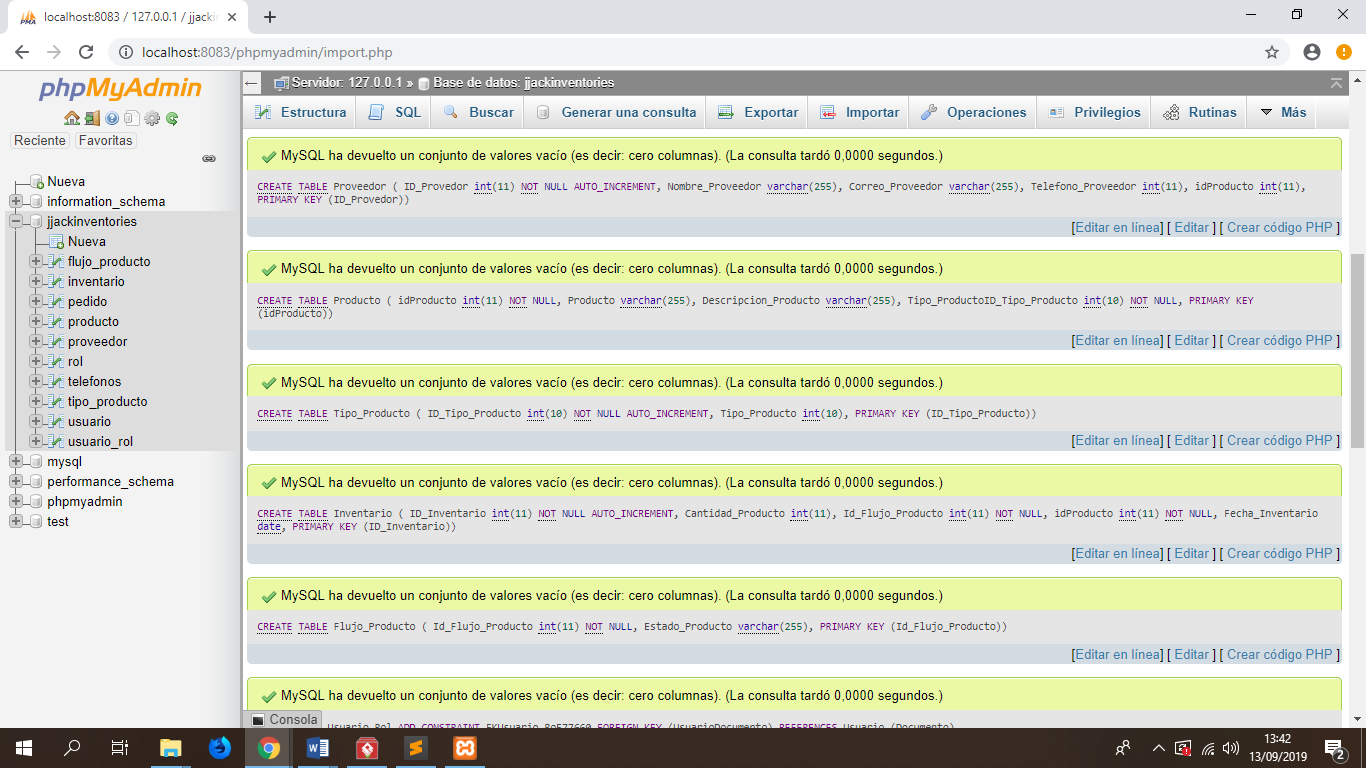 localhost:8083 / 127.0.0.1 / jjacki
localhost:8083/phpmyadmin/import.php
phpMyAdmin
Reciente Favoritas
Nueva
information_schema
jjackinventories
Nueva
flujo_producto
inventario
pedido
producto
proveedor
rol
telefonos
tipo_producto
usuario
usuario_rol
mysql
performance_schema
phpmyadmin
test
Servidor: 127.0.0.1 » Base de datos: jjackinventories
Estructura SQL Buscar Generar una consulta Exportar Importar Operaciones Privilegios Rutinas Más
MySQL ha devuelto un conjunto de valores vacío (es decir: cero columnas). (La consulta tardó 0,0000 segundos.)
CREATE TABLE Proveedor ( ID_Provedor int(11) NOT NULL AUTO_INCREMENT, Nombre_Proveedor varchar(255), Correo_Proveedor varchar(255), Telefono_Proveedor int(11), idProducto int(11),
PRIMARY KEY (ID_Provedor))
[Editar en línea] [ Editar ] [ Crear código PHP ]
MySQL ha devuelto un conjunto de valores vacío (es decir: cero columnas). (La consulta tardó 0,0000 segundos.)
CREATE TABLE Producto ( idProducto int(11) NOT NULL, Producto varchar(255), Descripcion_Producto varchar(255), Tipo_ProductoID_Tipo_Producto int(10) NOT NULL, PRIMARY KEY
(idProducto))
[Editar en línea] [ Editar ] [ Crear código PHP ]
MySQL ha devuelto un conjunto de valores vacío (es decir: cero columnas). (La consulta tardó 0,0000 segundos.)
CREATE TABLE Tipo_Producto ( ID_Tipo_Producto int(10) NOT NULL AUTO_INCREMENT, Tipo_Producto int(10), PRIMARY KEY (ID_Tipo_Producto))
[Editar en línea] [ Editar ] [ Crear código PHP ]
MySQL ha devuelto un conjunto de valores vacío (es decir: cero columnas). (La consulta tardó 0,0000 segundos.)
CREATE TABLE Inventario ( ID_Inventario int(11) NOT NULL AUTO_INCREMENT, Cantidad_Producto int(11), Id_Flujo_Producto int(11) NOT NULL, idProducto int(11) NOT NULL, Fecha_Inventario
date, PRIMARY KEY (ID_Inventario))
[Editar en línea] [ Editar ] [ Crear código PHP ]
MySQL ha devuelto un conjunto de valores vacío (es decir: cero columnas). (La consulta tardó 0,0000 segundos.)
CREATE TABLE Flujo_Producto ( Id_Flujo_Producto int(11) NOT NULL, Estado_Producto varchar(255), PRIMARY KEY (Id_Flujo_Producto))
[Editar en línea] [ Editar ] [ Crear código PHP ]
MySQL ha devuelto un conjunto de valores vacío (es decir: cero columnas). (La consulta tardó 0,0000 segundos.)
Usuario_Rol ADD CONSTRAINT FKUsuario_Ro577660 FOREIGN KEY (UsuarioDocumento) REFERENCES Usuario (Documento)
Consola
13:42
13/09/2019
2